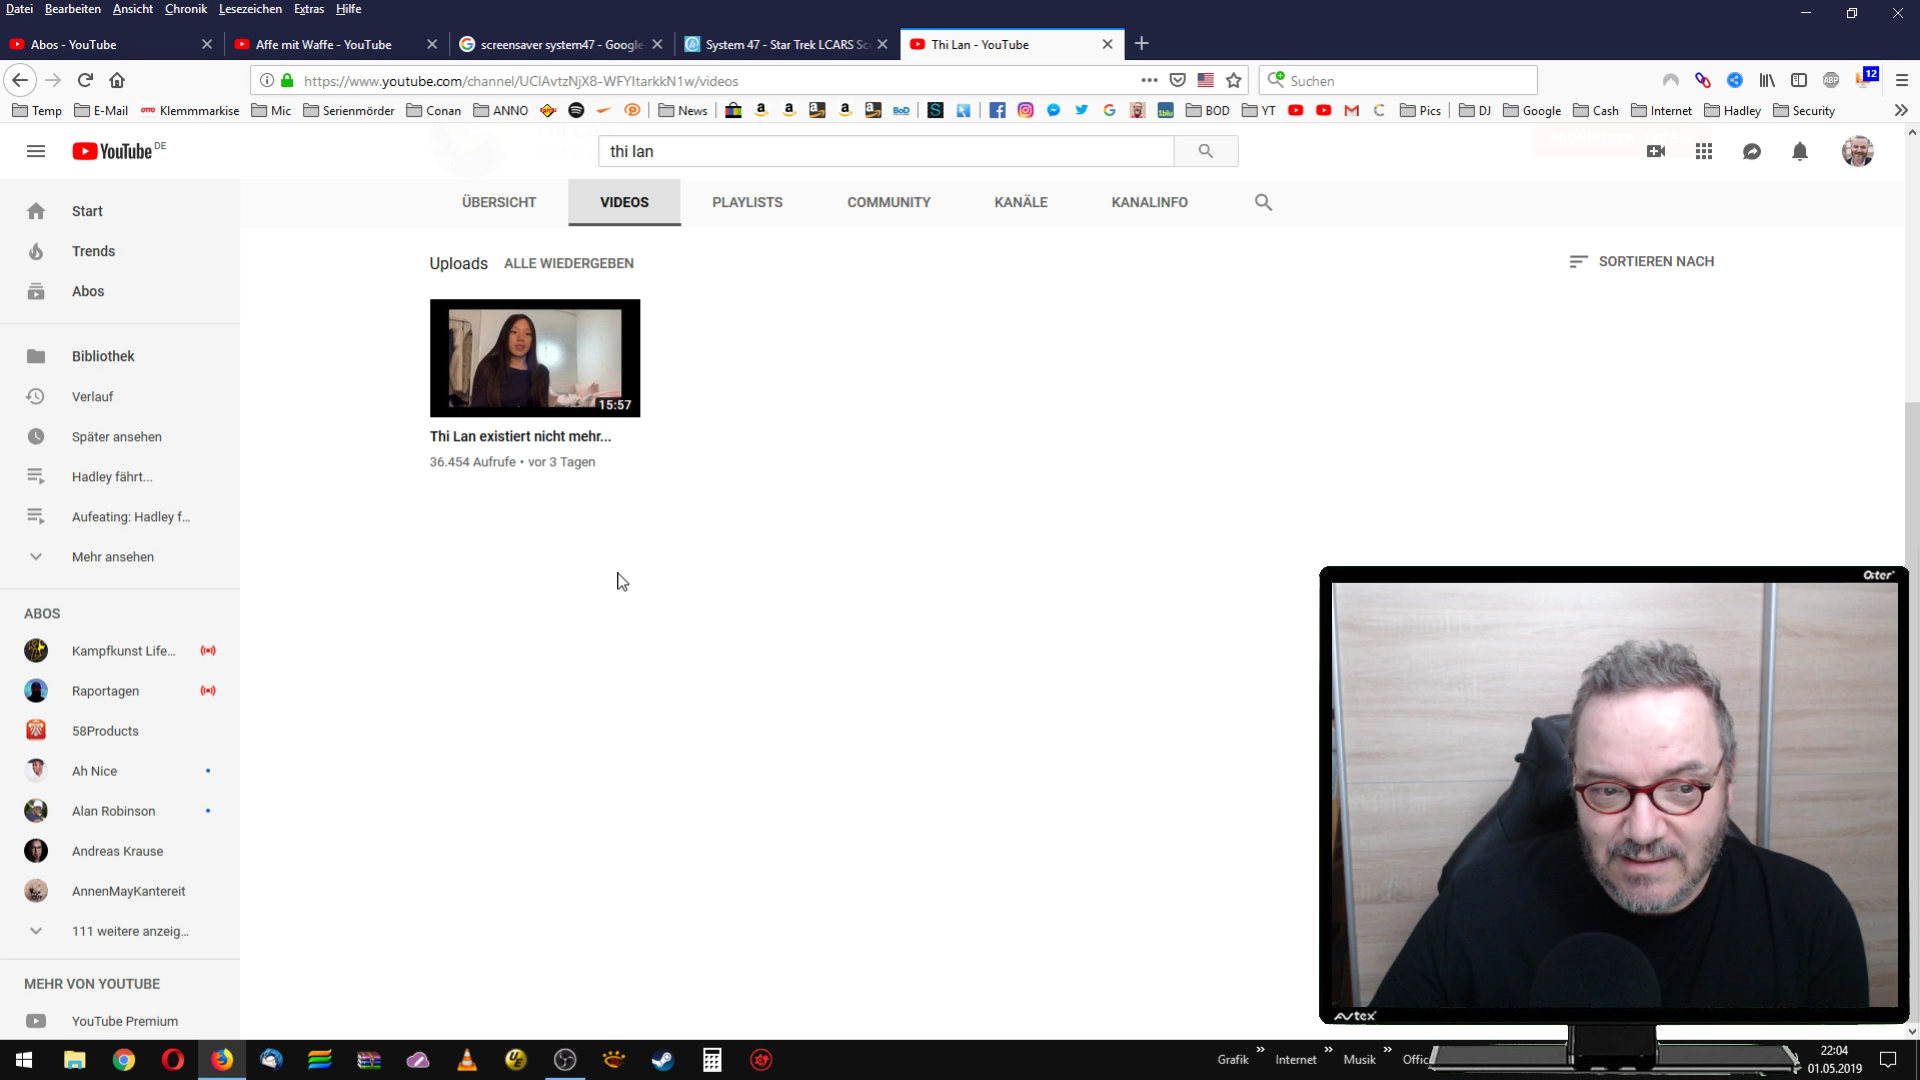 Datei Bearbeiten Ansicht Chronik Lesezeichen Extras Hilfe
Abos - YouTube
Affe mit Waffe - YouTube
screensaver system47 - Google
System 47 - Star Trek LCARS Sc
Thi Lan - YouTube
https://www.youtube.com/channel/UClAvtzNjX8-WFYItarkkN1w/videos
Suchen
ABP
12
Temp E-Mail Klemmmarkise Mic Serienmörder Conan ANNO News BoD BOD YT Pics DJ Google Cash Internet Hadley Security
YouTube DE
thi lan
ÜBERSICHT VIDEOS PLAYLISTS COMMUNITY KANÄLE KANALINFO
Uploads ALLE WIEDERGEBEN
SORTIEREN NACH
15:57
Thi Lan existiert nicht mehr...
36.454 Aufrufe • vor 3 Tagen
Start
Trends
Abos
Bibliothek
Verlauf
Später ansehen
Hadley fährt...
Aufeating: Hadley f...
Mehr ansehen
ABOS
Kampfkunst Life...
Raportagen
58Products
Ah Nice
Alan Robinson
Andreas Krause
AnnenMayKantereit
111 weitere anzeig...
MEHR VON YOUTUBE
YouTube Premium
Avtex
Grafik » Internet » Musik » Offic
22:04
01.05.2019